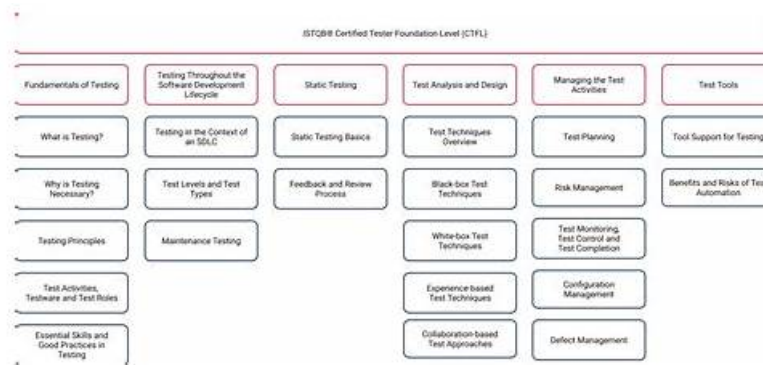 ISTQB® Certified Tester Foundation Level (CTFL)
Fundamentals of Testing
Testing Throughout the
Software Development
Lifecycle
Static Testing
Test Analysis and Design
Managing the Test
Activities
Test Tools
What is Testing?
Testing in the Context of
an SDLC
Static Testing Basics
Test Techniques
Overview
Test Planning
Tool Support for Testing
Why is Testing
Necessary?
Test Levels and Test
Types
Feedback and Review
Process
Black-box Test
Techniques
Risk Management
Benefits and Risks of Tes
Automation
Testing Principles
Maintenance Testing
White-box Test
Techniques
Test Monitoring,
Test Control and
Test Completion
Test Activities,
Testware and Test Roles
Experience-based
Test Techniques
Configuration
Management
Essential Skills and
Good Practices in
Testing
Collaboration-based
Test Approaches
Defect Management